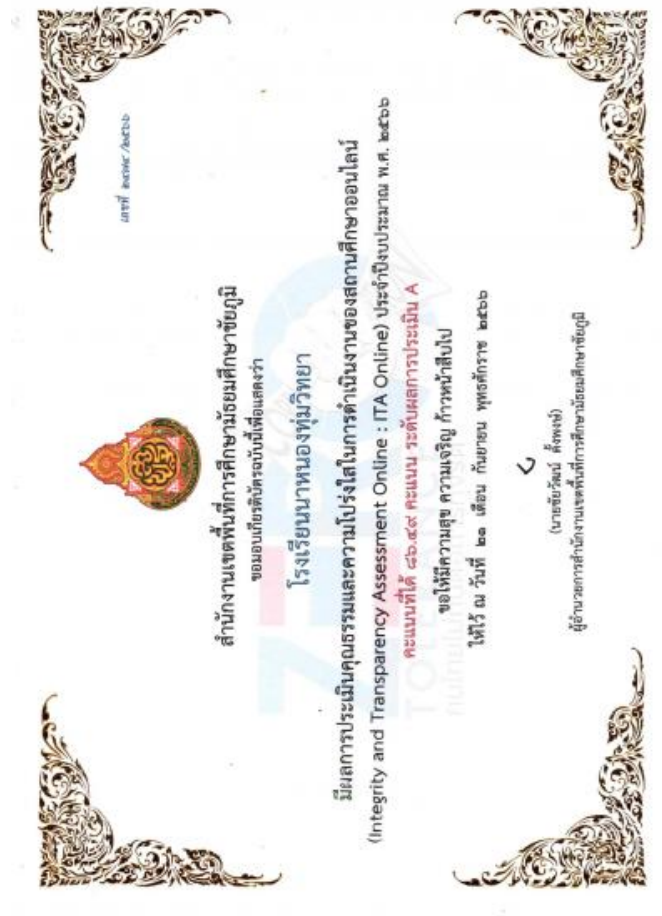 เลขที่ /๒๕๖๖
สำนักงานเขตพื้นที่การศึกษามัธยมศึกษาชัยภูมิ
ขอมอบเกียรติบัตรฉบับนี้เพื่อแสดงว่า
โรงเรียนนาหนองทุ่มวิทยา
มีผลการประเมินคุณธรรมและความโปร่งใสในการดำเนินงานของสถานศึกษาออนไลน์
(Integrity and Transparency Assessment Online : ITA Online) ประจำปีงบประมาณ พ.ศ. ๒๕๖๖
คะแนนที่ได้ ๘๖.๔๙ คะแนน ระดับผลการประเมิน A
ขอให้มีความสุข ความเจริญ ก้าวหน้าสืบไป
ให้ไว้ ณ วันที่ ๒๑ เดือน กันยายน พุทธศักราช ๒๕๖๖
(นายชัยวัฒน์ ตั้งพงษ์)
ผู้อำนวยการสำนักงานเขตพื้นที่การศึกษามัธยมศึกษาชัยภูมิ
ZERO
TOLERANCE